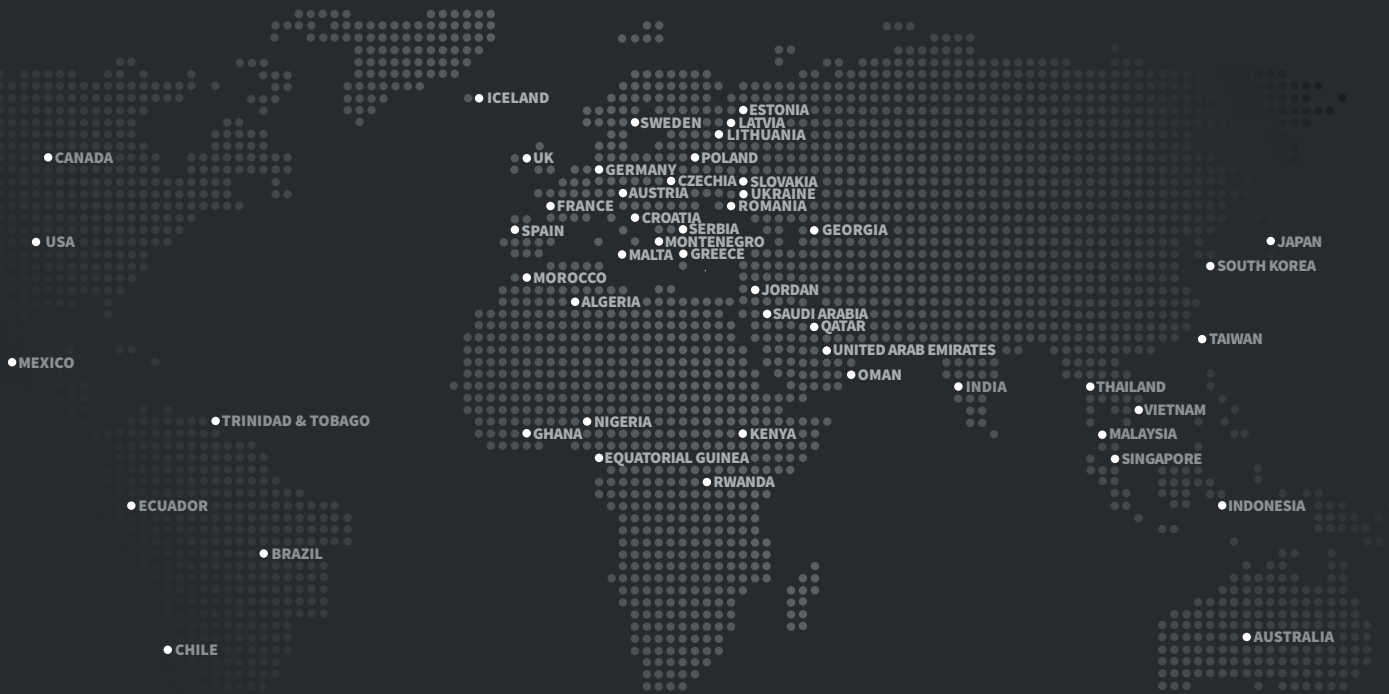 ICELAND
ESTONIA
SWEDEN
LATVIA
LITHUANIA
CANADA
UK
POLAND
GERMANY
CZECHIA
SLOVAKIA
AUSTRIA
UKRAINE
FRANCE
ROMANIA
CROATIA
SPAIN
SERBIA
GEORGIA
USA
MONTENEGRO
JAPAN
MALTA
GREECE
SOUTH KOREA
MOROCCO
JORDAN
ALGERIA
SAUDI ARABIA
QATAR
TAIWAN
UNITED ARAB EMIRATES
MEXICO
OMAN
INDIA
THAILAND
VIETNAM
TRINIDAD & TOBAGO
NIGERIA
GHANA
KENYA
MALAYSIA
EQUATORIAL GUINEA
SINGAPORE
RWANDA
ECUADOR
INDONESIA
BRAZIL
AUSTRALIA
CHILE